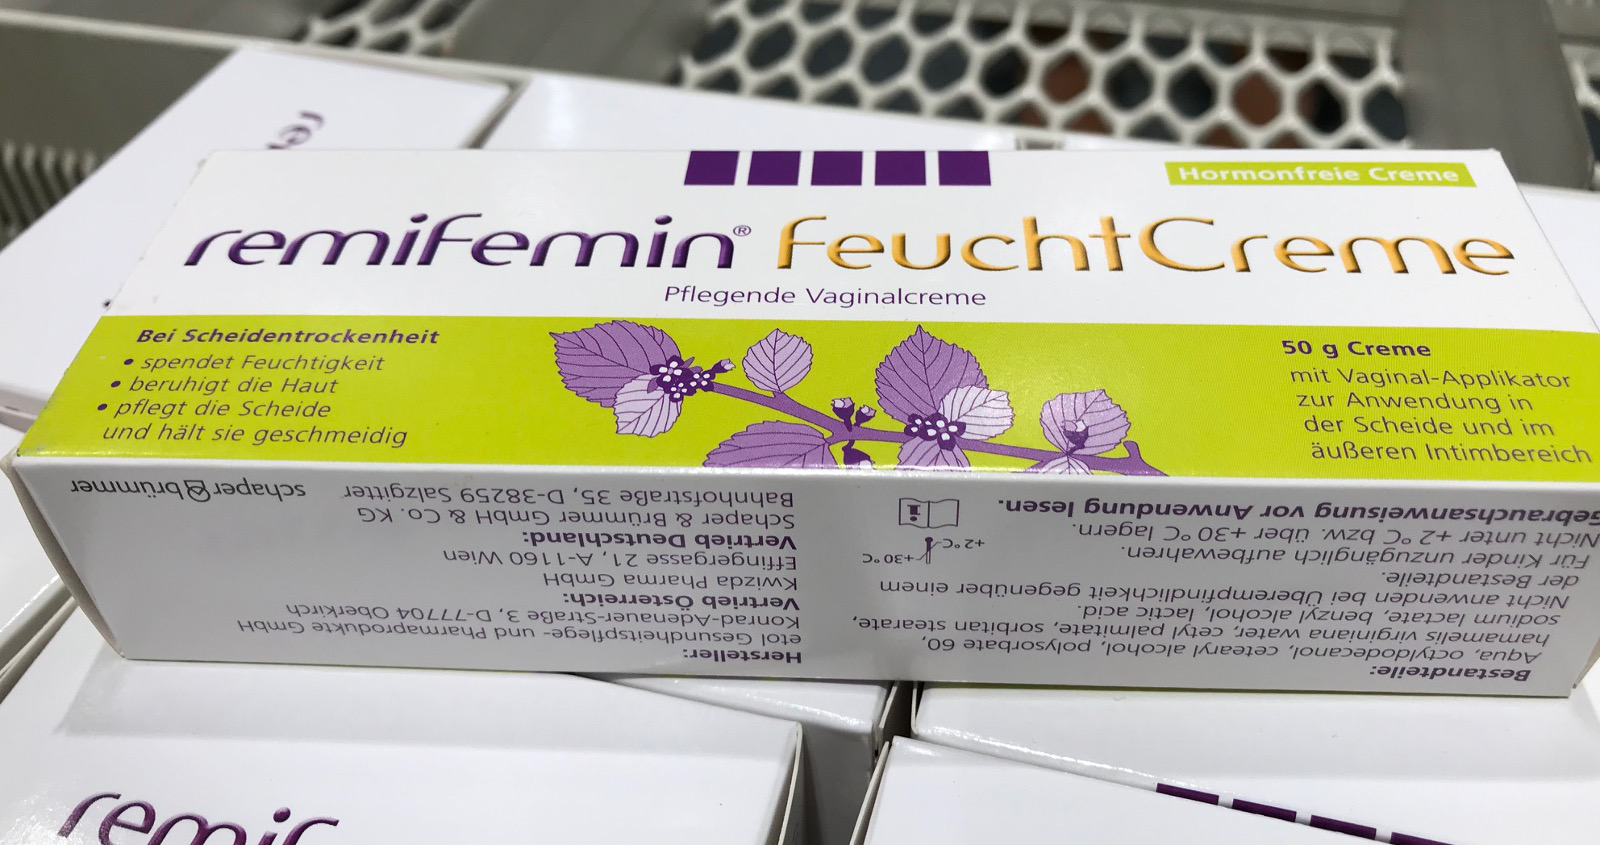 re
Hormonfreie Creme
remifemin® FeuchtCreme
Pflegende Vaginalcreme
Bei Scheidentrockenheit
• spendet Feuchtigkeit
• beruhigt die Haut
• pflegt die Scheide
und hält sie geschmeidig
50 g Creme
mit Vaginal-Applikator
zur Anwendung in
der Scheide und im
äußeren Intimbereich
Bestandteile:
Aqua, octyldodecanol, cetearyl alcohol, polysorbate 60,
hamamelis virginiana water, cetyl palmitate, sorbitan stearate,
sodium lactate, benzyl alcohol, lactic acid.
Nicht anwenden bei Überempfindlichkeit gegenüber einem
der Bestandteile.
Für Kinder unzugänglich aufbewahren.
Nicht unter +2 °C bzw. über +30 °C lagern.
Gebrauchsanweisung vor Anwendung lesen.
+30°C
+2°C
i
Hersteller:
etol Gesundheitspflege- und Pharmaprodukte GmbH
Konrad-Adenauer-Straße 3, D-77704 Oberkirch
Vertrieb Österreich:
Kwizda Pharma GmbH
Effingergasse 21, A-1160 Wien
Vertrieb Deutschland:
Schaper & Brümmer GmbH & Co. KG
Bahnhofstraße 35, D-38259 Salzgitter
schaper & brümmer
remif